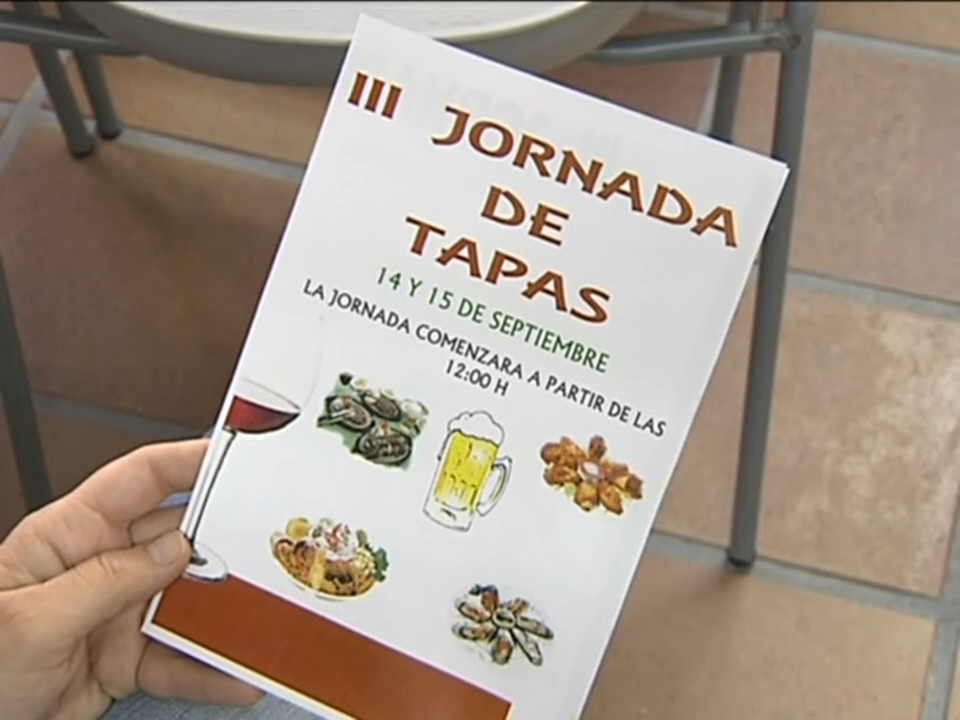 III JORNADA
DE
TAPAS
14 Y 15 DE SEPTIEMBRE
LA JORNADA COMENZARA A PARTIR DE LAS
12:00 H